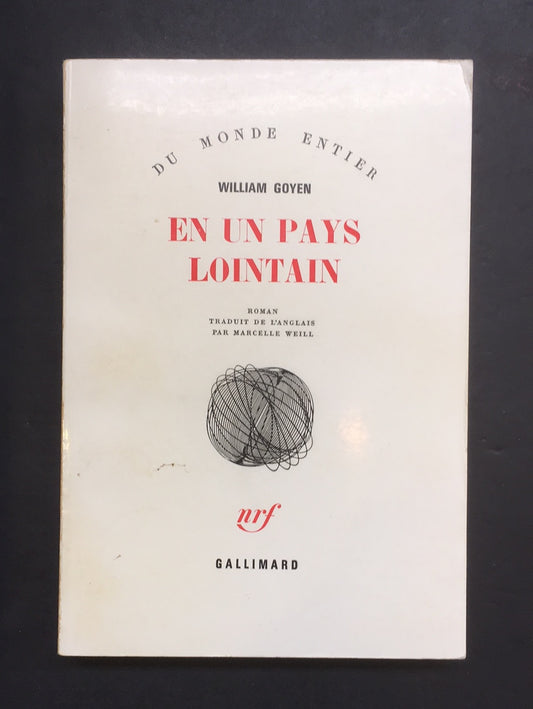 DU MONDE ENTIER
WILLIAM GOYEN
EN UN PAYS
LOINTAIN
ROMAN
TRADUIT DE L'ANGLAIS
PAR MARCELLE WEILL
nrf
GALLIMARD